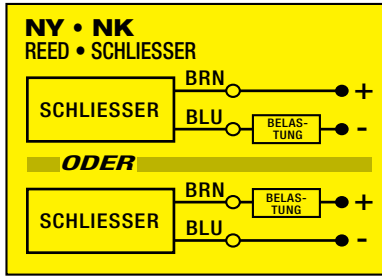 NY • NK
REED • SCHLIESSER
BRN
+
SCHLIESSER
BLU
BELAS-
TUNG
-
ODER
BRN
BELAS-
TUNG
+
SCHLIESSER
BLU
-